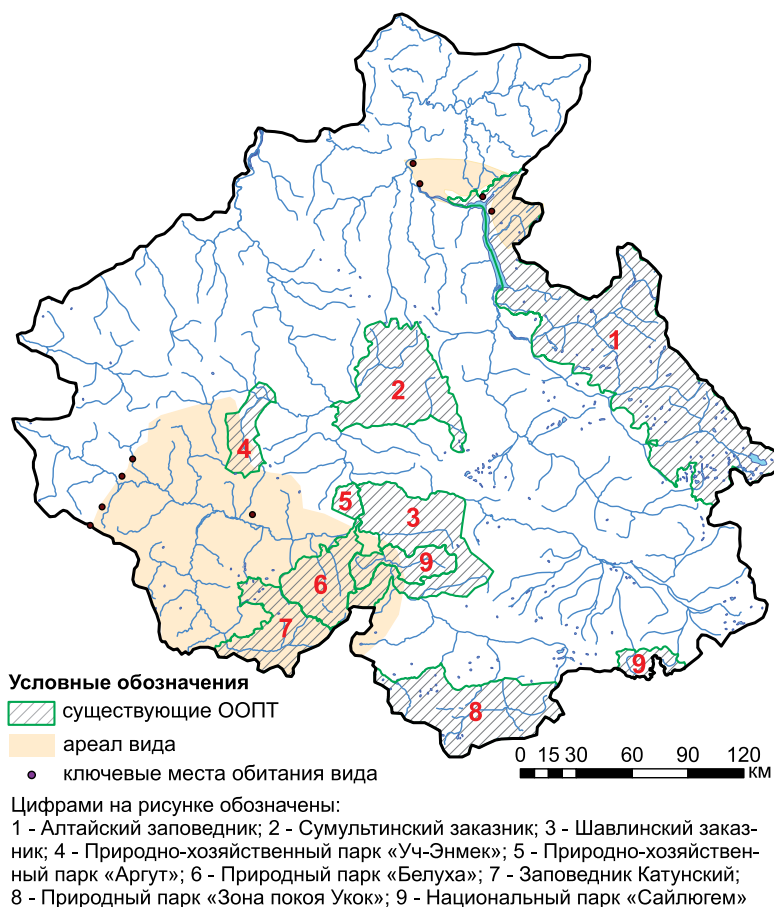 1
2
4
5
3
9
6
7
9
8
Условные обозначения
существующие ООПТ
ареал вида
ключевые места обитания вида
0 15 30 60 90 120
км
Цифрами на рисунке обозначены:
1 - Алтайский заповедник; 2 - Сумультинский заказник; 3 - Шавлинский заказ-
ник; 4 - Природно-хозяйственный парк «Уч-Энмек»; 5 - Природно-хозяйствен-
ный парк «Аргут»; 6 - Природный парк «Белуха»; 7 - Заповедник Катунский;
8 - Природный парк «Зона покоя Укок»; 9 - Национальный парк «Сайлюгем»